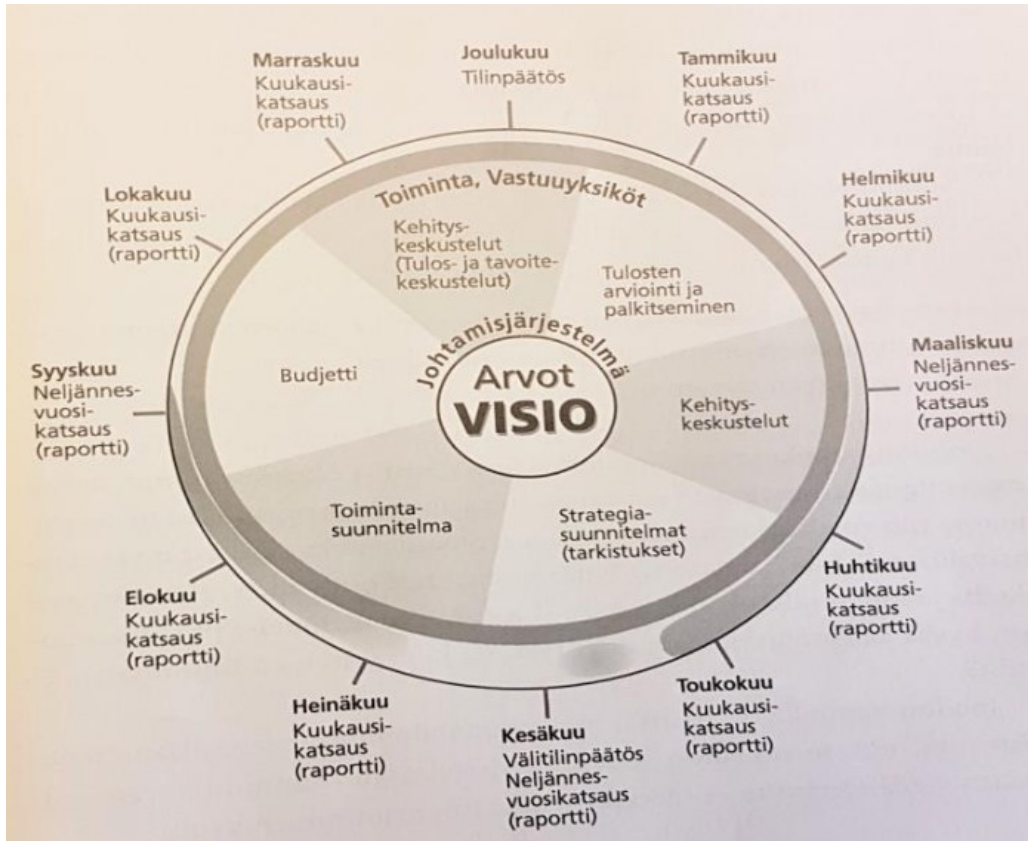 Joulukuu
Tilinpäätös
Tammikuu
Kuukausi-
katsaus
(raportti)
Helmikuu
Kuukausi-
katsaus
(raportti)
Maaliskuu
Neljännes-
vuosi-
katsaus
(raportti)
Huhtikuu
Kuukausi-
katsaus
(raportti)
Toukokuu
Kuukausi-
katsaus
(raportti)
Kesäkuu
Välitilinpäätös
Neljännes-
vuosikatsaus
(raportti)
Heinäkuu
Kuukausi-
katsaus
(raportti)
Elokuu
Kuukausi-
katsaus
(raportti)
Syyskuu
Neljännes-
vuosi-
katsaus
(raportti)
Lokakuu
Kuukausi-
katsaus
(raportti)
Marraskuu
Kuukausi-
katsaus
(raportti)
Toiminta, Vastuuyksiköt
Kehitys-
keskustelut
(Tulos- ja tavoite-
keskustelut)
Tulosten
arviointi ja
palkitseminen
Kehitys-
keskustelut
Strategia-
suunnitelmat
(tarkistukset)
Toiminta-
suunnitelma
Budjetti
Johtamisjärjestelmä
Arvot
VISIO